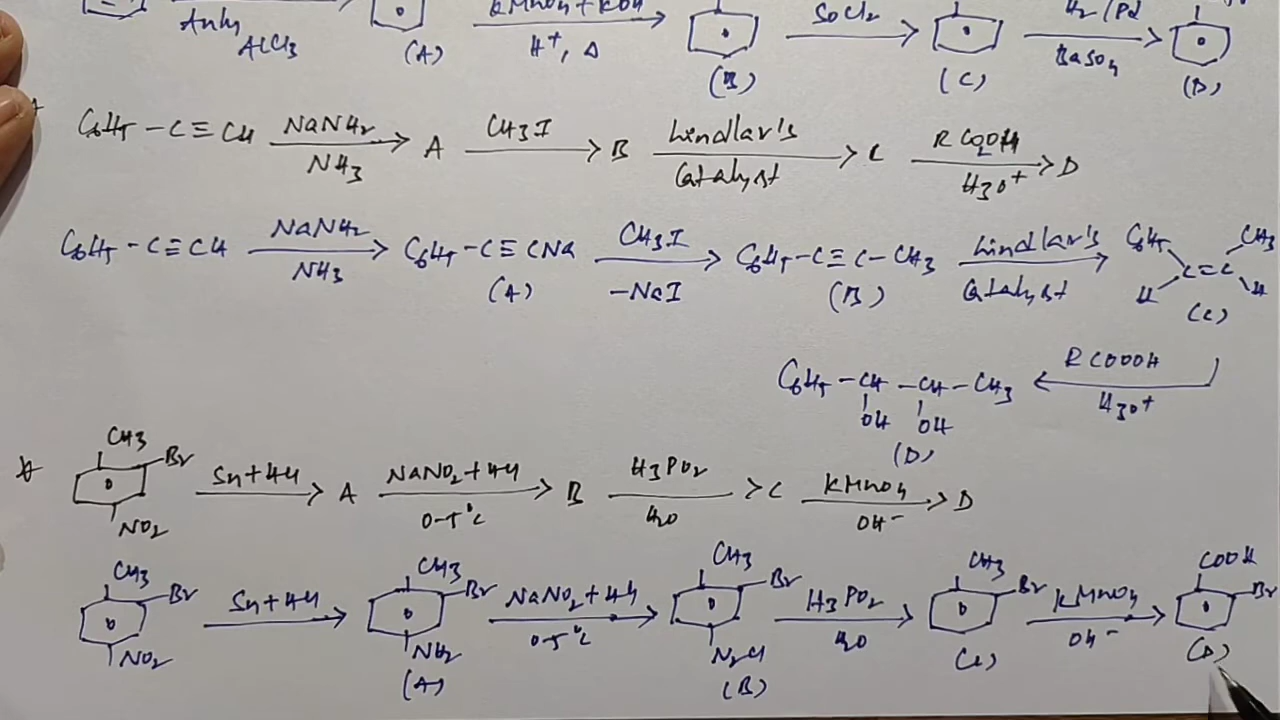 Anhy AlCl3 (A) KMnO4 + KOH H+, Δ (B) SOCl2 (C) H2/Pd BaSO4 (D)
C6H5 - C ≡ CH NaNH2 NH3 → A CH3I → B Lindlar's Catalyst → C RCO2OH H3O+ → D
C6H5 - C ≡ CH NaNH2 NH3 → C6H5 - C ≡ CNa (A) CH3I -NaI → C6H5 - C ≡ C - CH3 (B) Lindlar's Catalyst → C6H5 CH3 C = C H H (C)
C6H5 - CH - CH - CH3 OH OH (D) ← RCOOOH H3O+
CH3 Br NO2 Sn + HCl → A NaNO2 + HCl 0-5°C → B H3PO2 H2O → C KMnO4 OH- → D
CH3 Br NO2 Sn + HCl → CH3 Br NH2 (A) NaNO2 + HCl 0-5°C → CH3 Br N2Cl (B) H3PO2 H2O → CH3 Br (C) KMnO4 OH- → COOH Br (D)